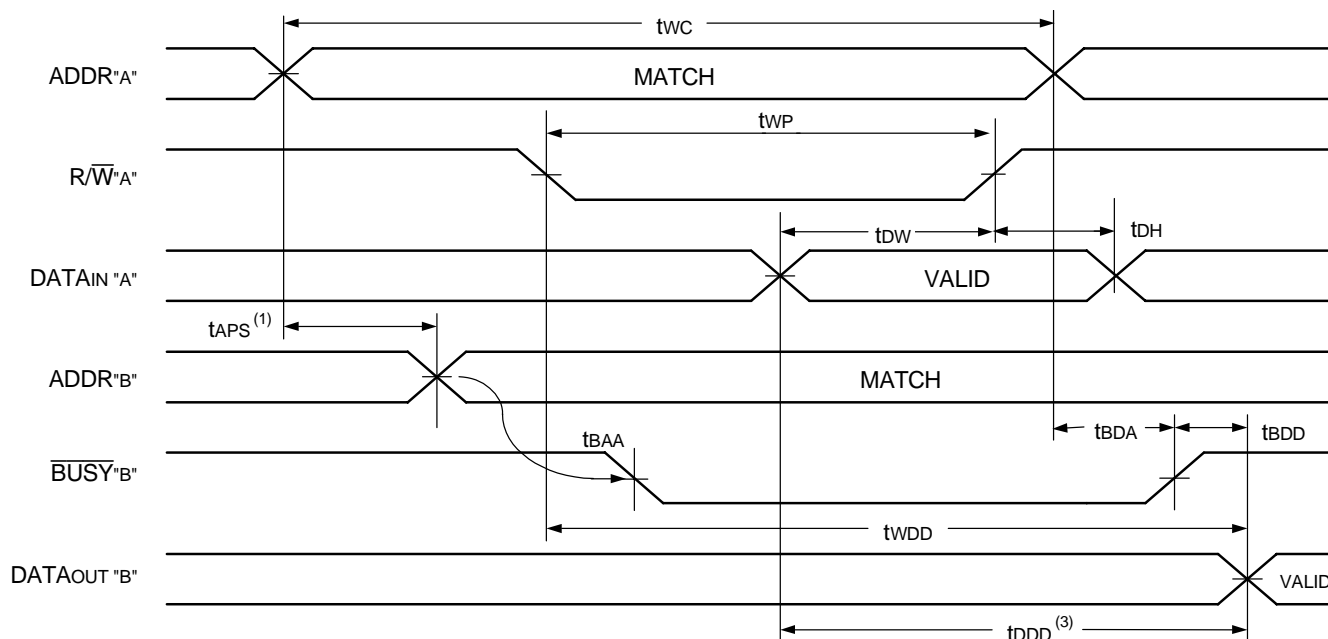 tWC
ADDR"A"
MATCH
tWP
R/W"A"
tDW
tDH
DATAIN "A"
VALID
tAPS (1)
ADDR"B"
MATCH
tBAA
tBDA
tBDD
BUSY"B"
tWDD
DATAOUT "B"
VALID
tDDD (3)